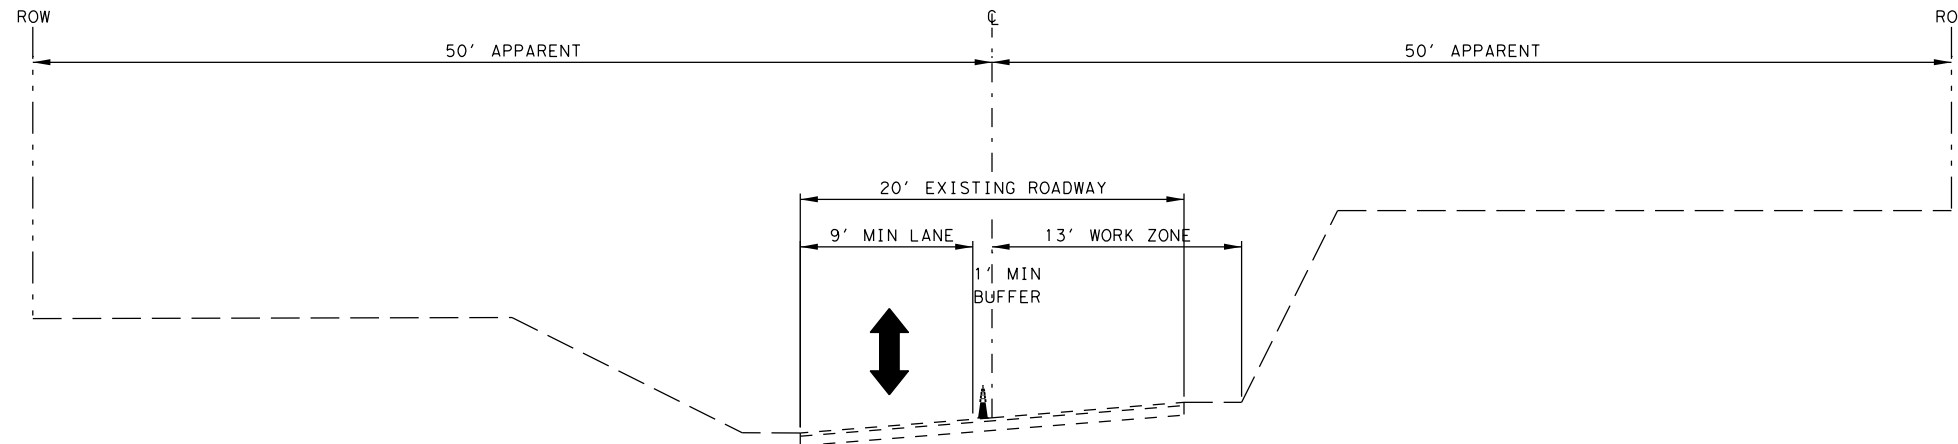 ROW
℄
RO
50' APPARENT
50' APPARENT
20' EXISTING ROADWAY
9' MIN LANE
13' WORK ZONE
1' MIN
BUFFER